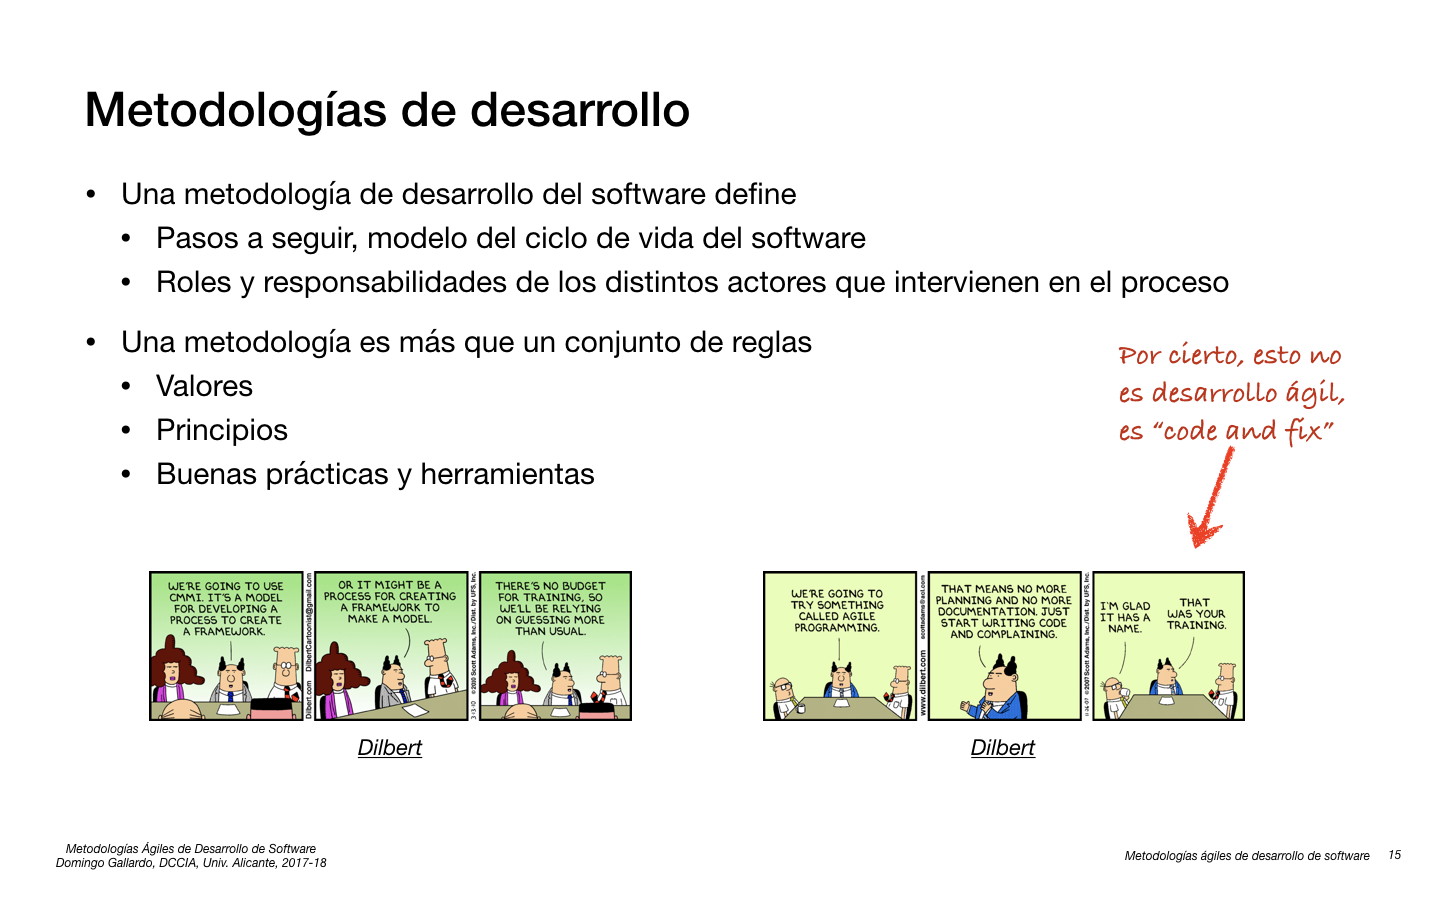 Metodologías de desarrollo
• Una metodología de desarrollo del software define
• Pasos a seguir, modelo del ciclo de vida del software
• Roles y responsabilidades de los distintos actores que intervienen en el proceso
• Una metodología es más que un conjunto de reglas
• Valores
• Principios
• Buenas prácticas y herramientas
Por cierto, esto no
es desarrollo ágil,
es “code and fix”
WE'RE GOING TO USE
CMMI. IT'S A MODEL
FOR DEVELOPING A
PROCESS TO CREATE
A FRAMEWORK.
Dilbert.com DilbertCartoonist@gmail.com
OR IT MIGHT BE A
PROCESS FOR CREATING
A FRAMEWORK TO
MAKE A MODEL.
3-13-10 ©2010 Scott Adams, Inc./Dist. by UFS, Inc.
THERE'S NO BUDGET
FOR TRAINING, SO
WE'LL BE RELYING
ON GUESSING MORE
THAN USUAL.
Dilbert
WE'RE GOING TO
TRY SOMETHING
CALLED AGILE
PROGRAMMING.
www.dilbert.com scottadams@aol.com
THAT MEANS NO MORE
PLANNING AND NO MORE
DOCUMENTATION. JUST
START WRITING CODE
AND COMPLAINING.
11-26-07 ©2007 Scott Adams, Inc./Dist. by UFS, Inc.
I'M GLAD
IT HAS A
NAME.
THAT
WAS YOUR
TRAINING.
Dilbert
Metodologías Ágiles de Desarrollo de Software
Domingo Gallardo, DCCIA, Univ. Alicante, 2017-18
Metodologías ágiles de desarrollo de software 15